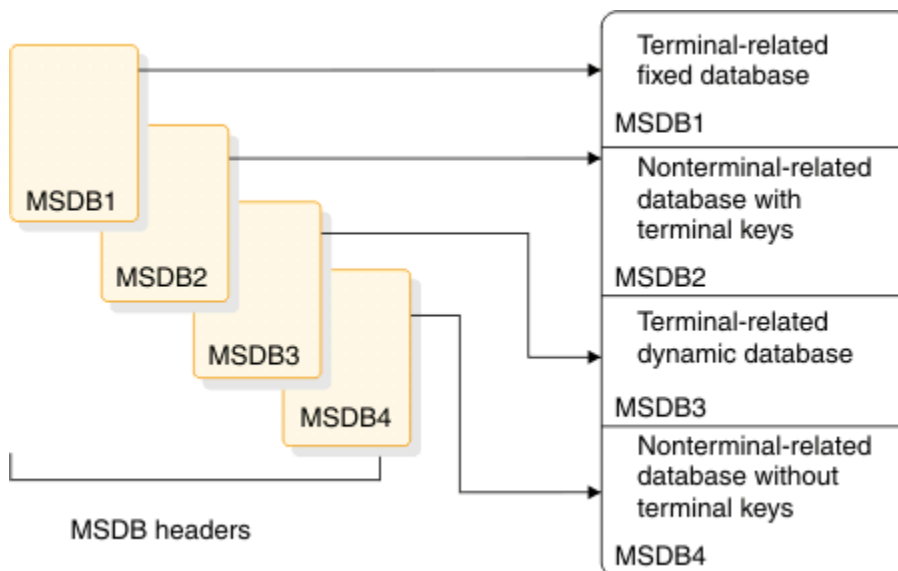 MSDB1
MSDB2
MSDB3
MSDB4
MSDB headers
Terminal-related
fixed database
MSDB1
Nonterminal-related
database with
terminal keys
MSDB2
Terminal-related
dynamic database
MSDB3
Nonterminal-related
database without
terminal keys
MSDB4